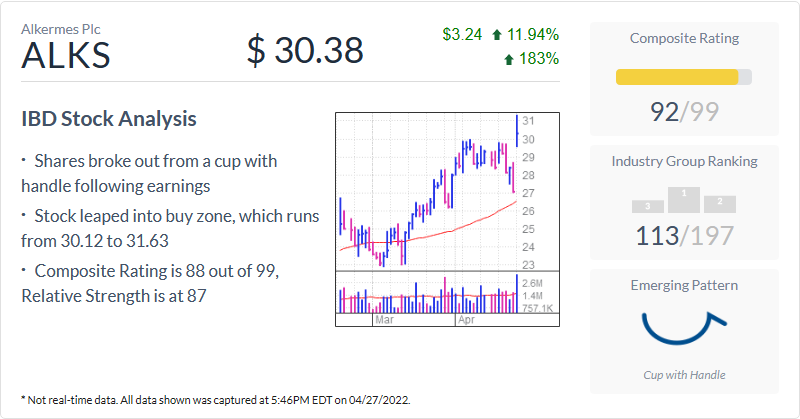 Alkermes Plc
ALKS
$ 30.38
$3.24 11.94%
183%
IBD Stock Analysis
· Shares broke out from a cup with
handle following earnings
· Stock leaped into buy zone, which runs
from 30.12 to 31.63
· Composite Rating is 88 out of 99,
Relative Strength is at 87
31
30
29
28
27
26
25
24
23
2.6M
1.4M
757.1K
Mar
Apr
Composite Rating
92/99
Industry Group Ranking
3 1 2
113/197
Emerging Pattern
Cup with Handle
* Not real-time data. All data shown was captured at 5:46PM EDT on 04/27/2022.